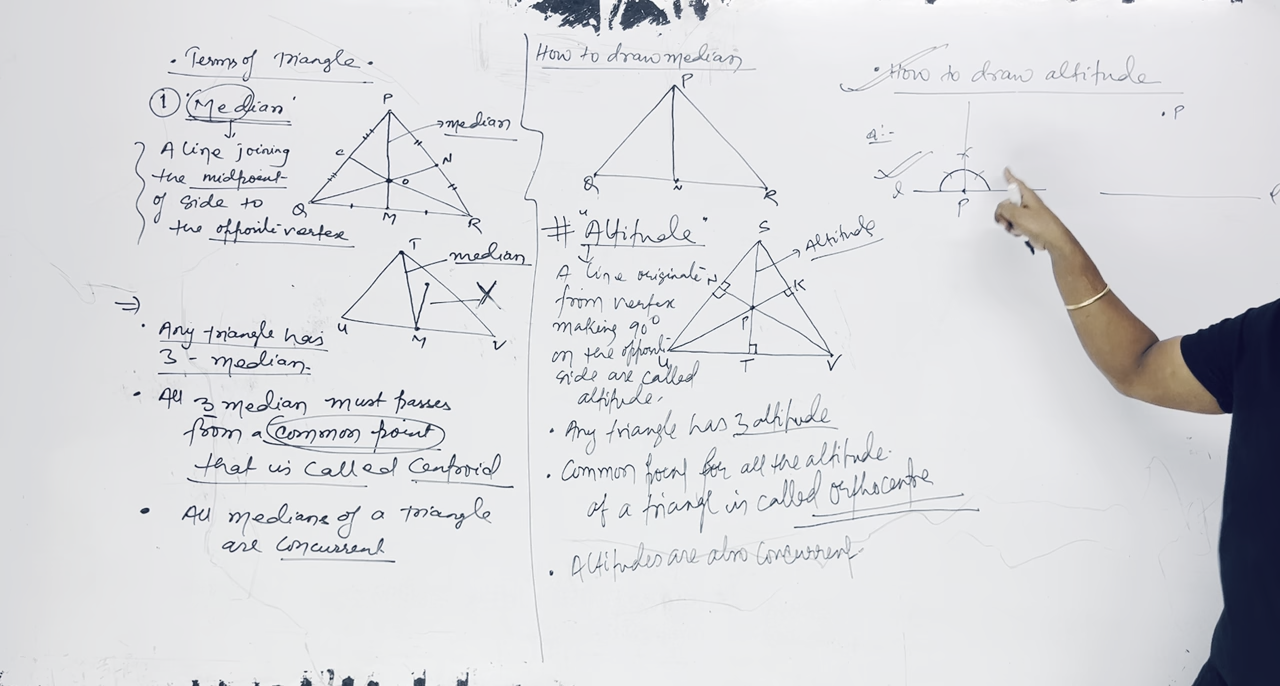 • Terms of Triangle •
① "Median"
A line joining
the midpoint
of side to
the oppoiti vertex
P
median
C
N
O
Q
M
R
T
median
X
U
M
V
⇒
• Any triangle has
3 - median.
• All 3 median must passes
from a common point
that is called Centroid
• All medians of a triangle
are concurrent
How to draw median
P
Q
N
R
# "Altitude"
A line originate
from vertex
making 90°
on the oppoiti
side are called
altitude.
S
Altitude
N
K
P
U
T
V
• Any triangle has 3 altitude
• Common point for all the altitude.
of a triangl is called orthocentre
• Altitudes are also concurrent.
• How to draw altitude
• P
a:-
l
P